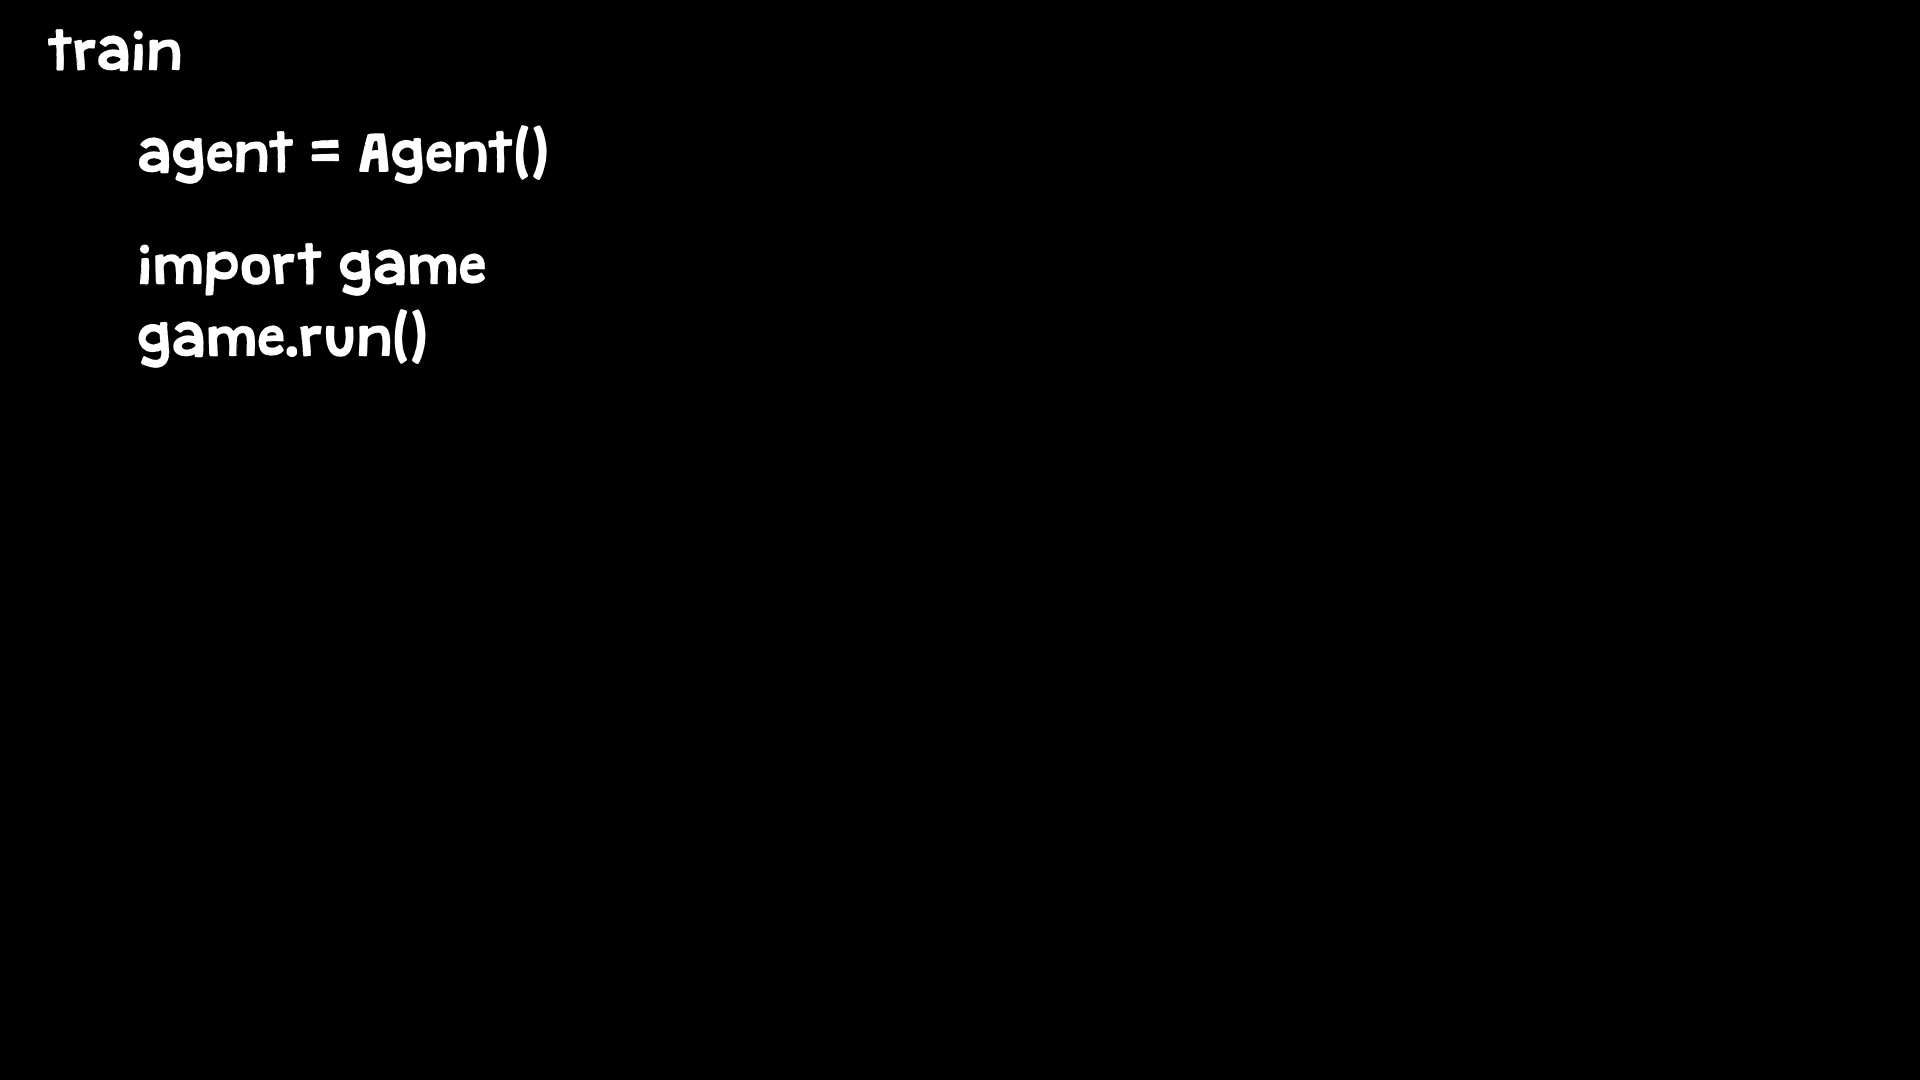 train
agent = Agent()
import game
game.run()